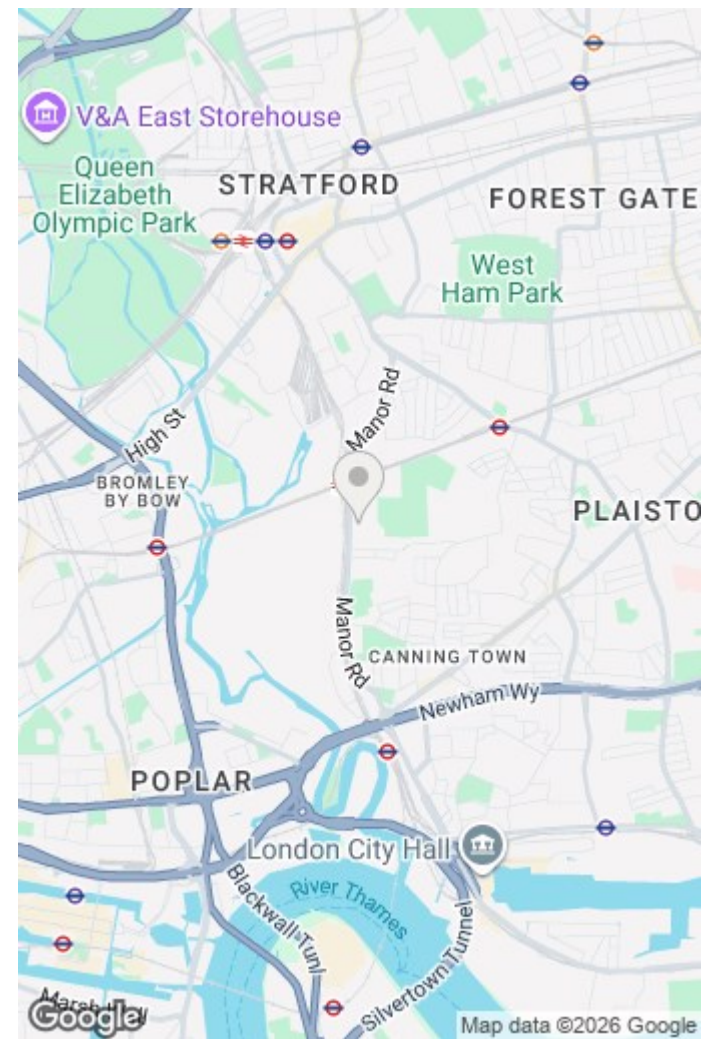 V&A East Storehouse
Queen
Elizabeth
Olympic Park
STRATFORD
FOREST GATE
West
Ham Park
Manor Rd
High St
BROMLEY
BY BOW
PLAISTO
Manor Rd
CANNING TOWN
Newham Wy
POPLAR
London City Hall
River Thames
Blackwall Tunl
Silvertown Tunnel
Google
Map data ©2026 Google